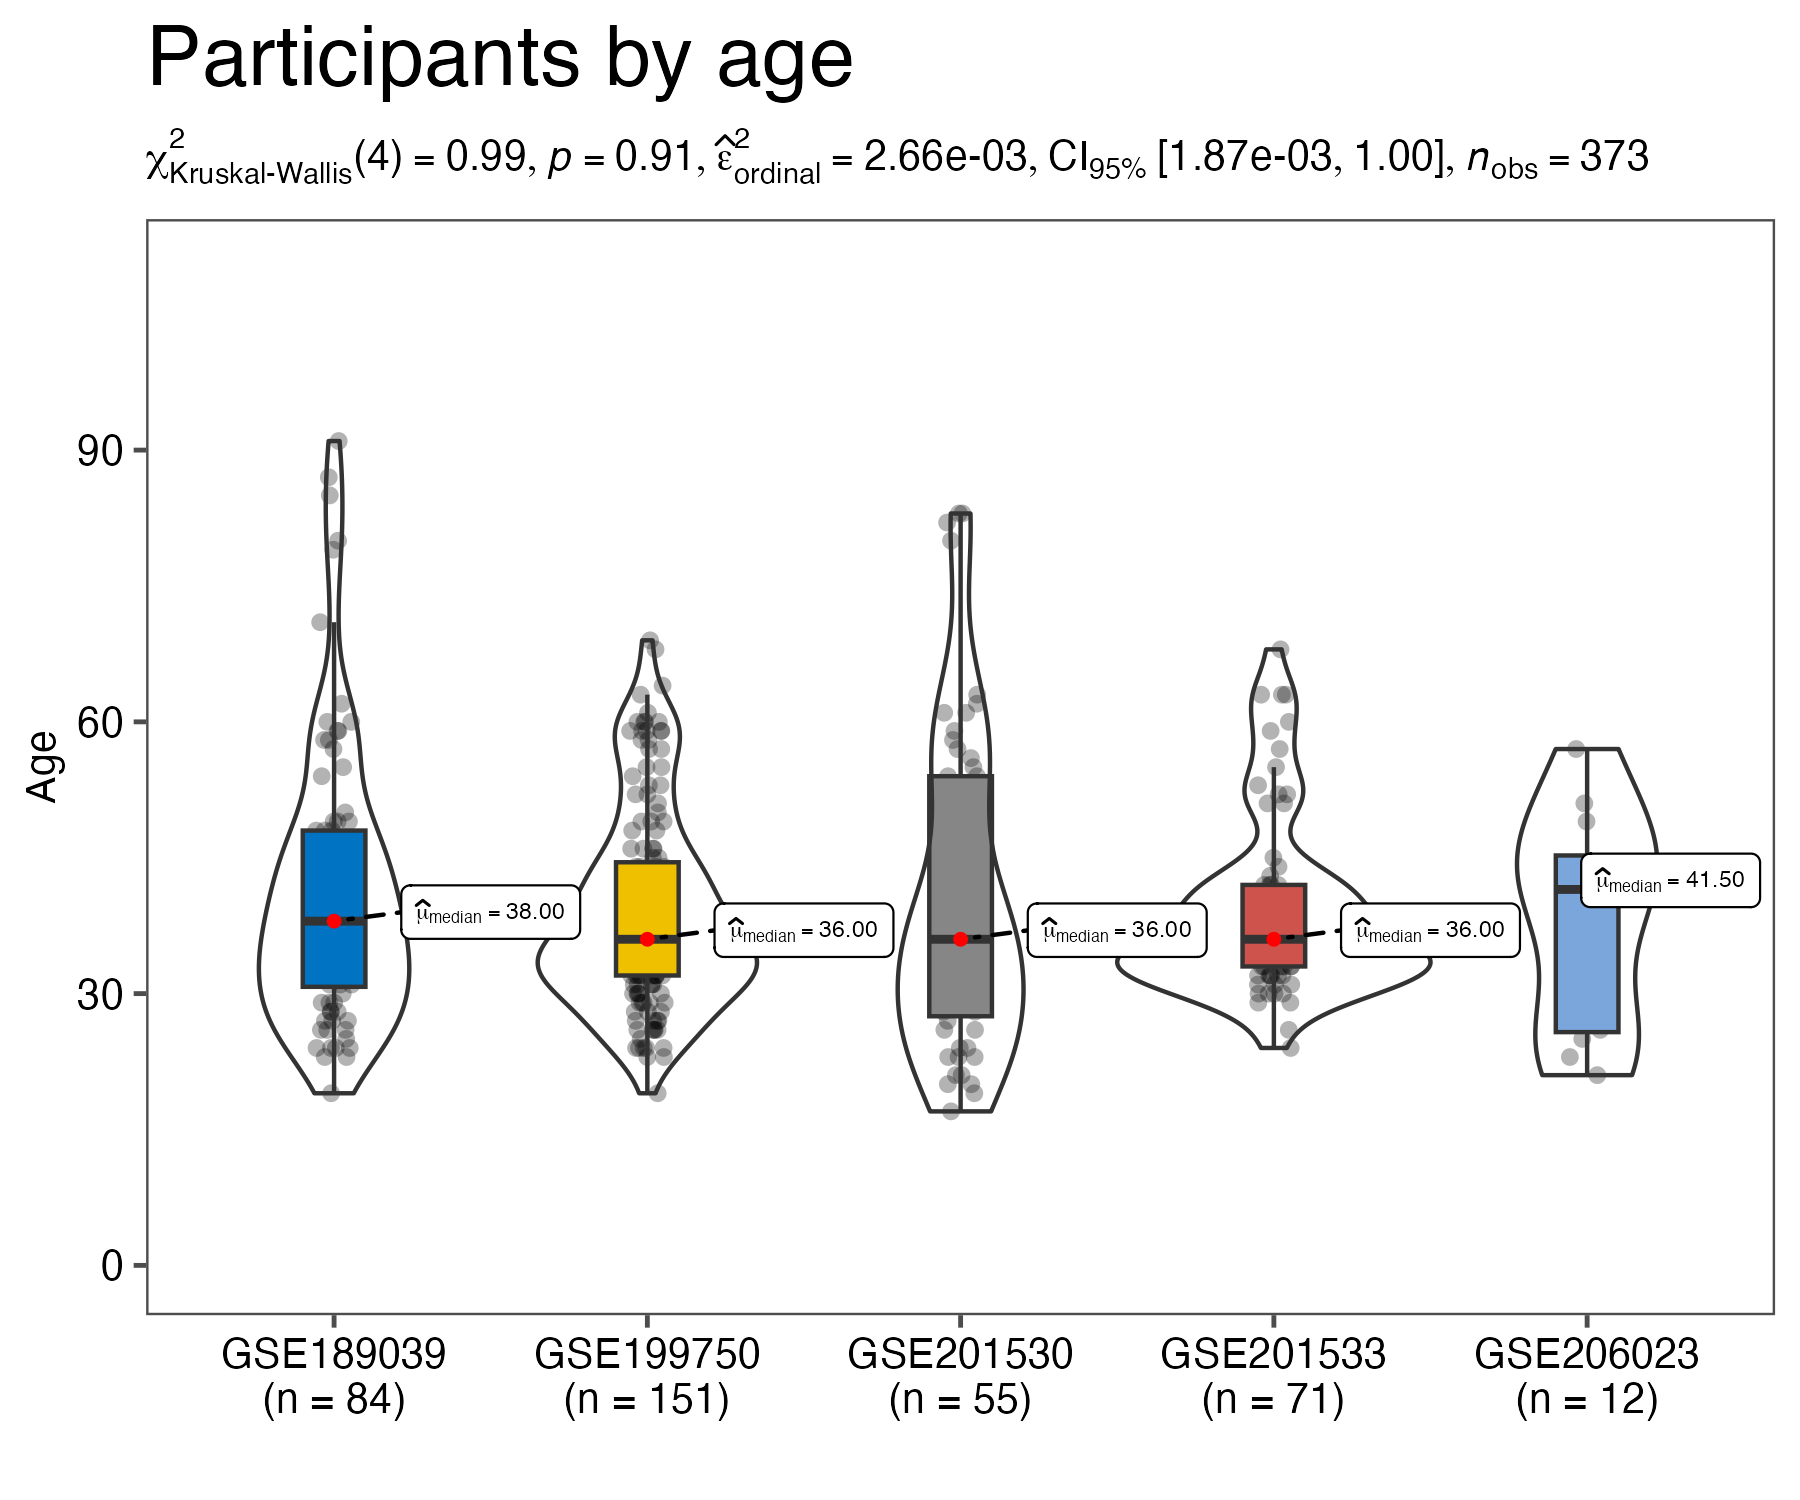 Participants by age
χ²Kruskal-Wallis(4) = 0.99, p = 0.91, ε̂²ordinal = 2.66e-03, CI95% [1.87e-03, 1.00], nobs = 373
Age
90
60
30
0
μ̂median = 38.00
μ̂median = 36.00
μ̂median = 36.00
μ̂median = 36.00
μ̂median = 41.50
GSE189039
(n = 84)
GSE199750
(n = 151)
GSE201530
(n = 55)
GSE201533
(n = 71)
GSE206023
(n = 12)